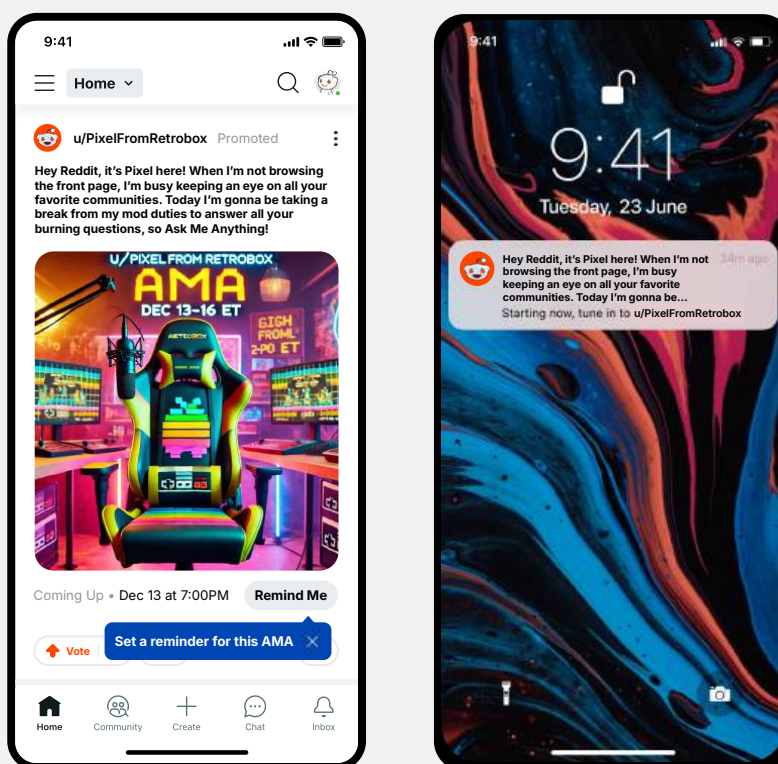 9:41
Home
u/PixelFromRetrobox Promoted
Hey Reddit, it’s Pixel here! When I’m not browsing
the front page, I’m busy keeping an eye on all your
favorite communities. Today I’m gonna be taking a
break from my mod duties to answer all your
burning questions, so Ask Me Anything!
U/PIXEL FROM RETROBOX
AMA
DEC 13-16 ET
GIGH
FROML
2-PO ET
Coming Up • Dec 13 at 7:00PM
Remind Me
Set a reminder for this AMA
Vote
Home
Community
Create
Chat
Inbox
9:41
9:41
Tuesday, 23 June
Hey Reddit, it’s Pixel here! When I’m not
34m ago
browsing the front page, I’m busy
keeping an eye on all your favorite
communities. Today I’m gonna be...
Starting now, tune in to u/PixelFromRetrobox